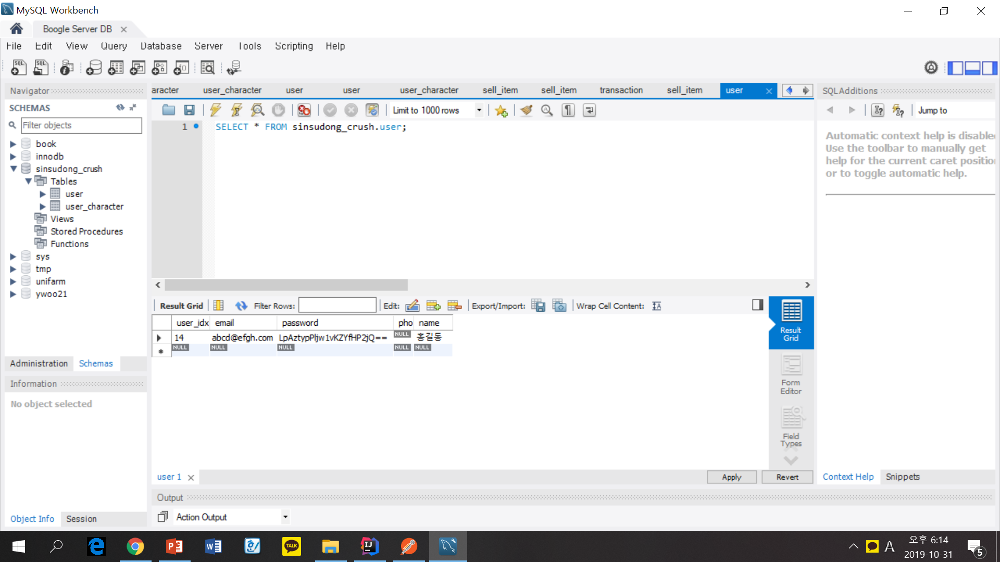 MySQL Workbench
Boogle Server DB
File Edit View Query Database Server Tools Scripting Help
Navigator
SCHEMAS
Filter objects
book
innodb
sinsudong_crush
Tables
user
user_character
Views
Stored Procedures
Functions
sys
tmp
unifarm
ywoo21
Administration Schemas
Information
No object selected
Object Info Session
aracter user_character user user user_character sell_item sell_item transaction sell_item user
Limit to 1000 rows
1 SELECT * FROM sinsudong_crush.user;
Result Grid Filter Rows: Edit: Export/Import: Wrap Cell Content:
user_idx email password pho name
14 abcd@efgh.com LpAztypPljw1vKZYfHP2jQ== NULL 홍길동
NULL NULL NULL NULL NULL
Result
Grid
Form
Editor
Field
Types
user 1
Apply Revert
Output
Action Output
SQLAdditions
Jump to
Automatic context help is disable
Use the toolbar to manually get
help for the current caret position
or to toggle automatic help.
Context Help Snippets
TALK
IJ
A
오후 6:14
2019-10-31
5